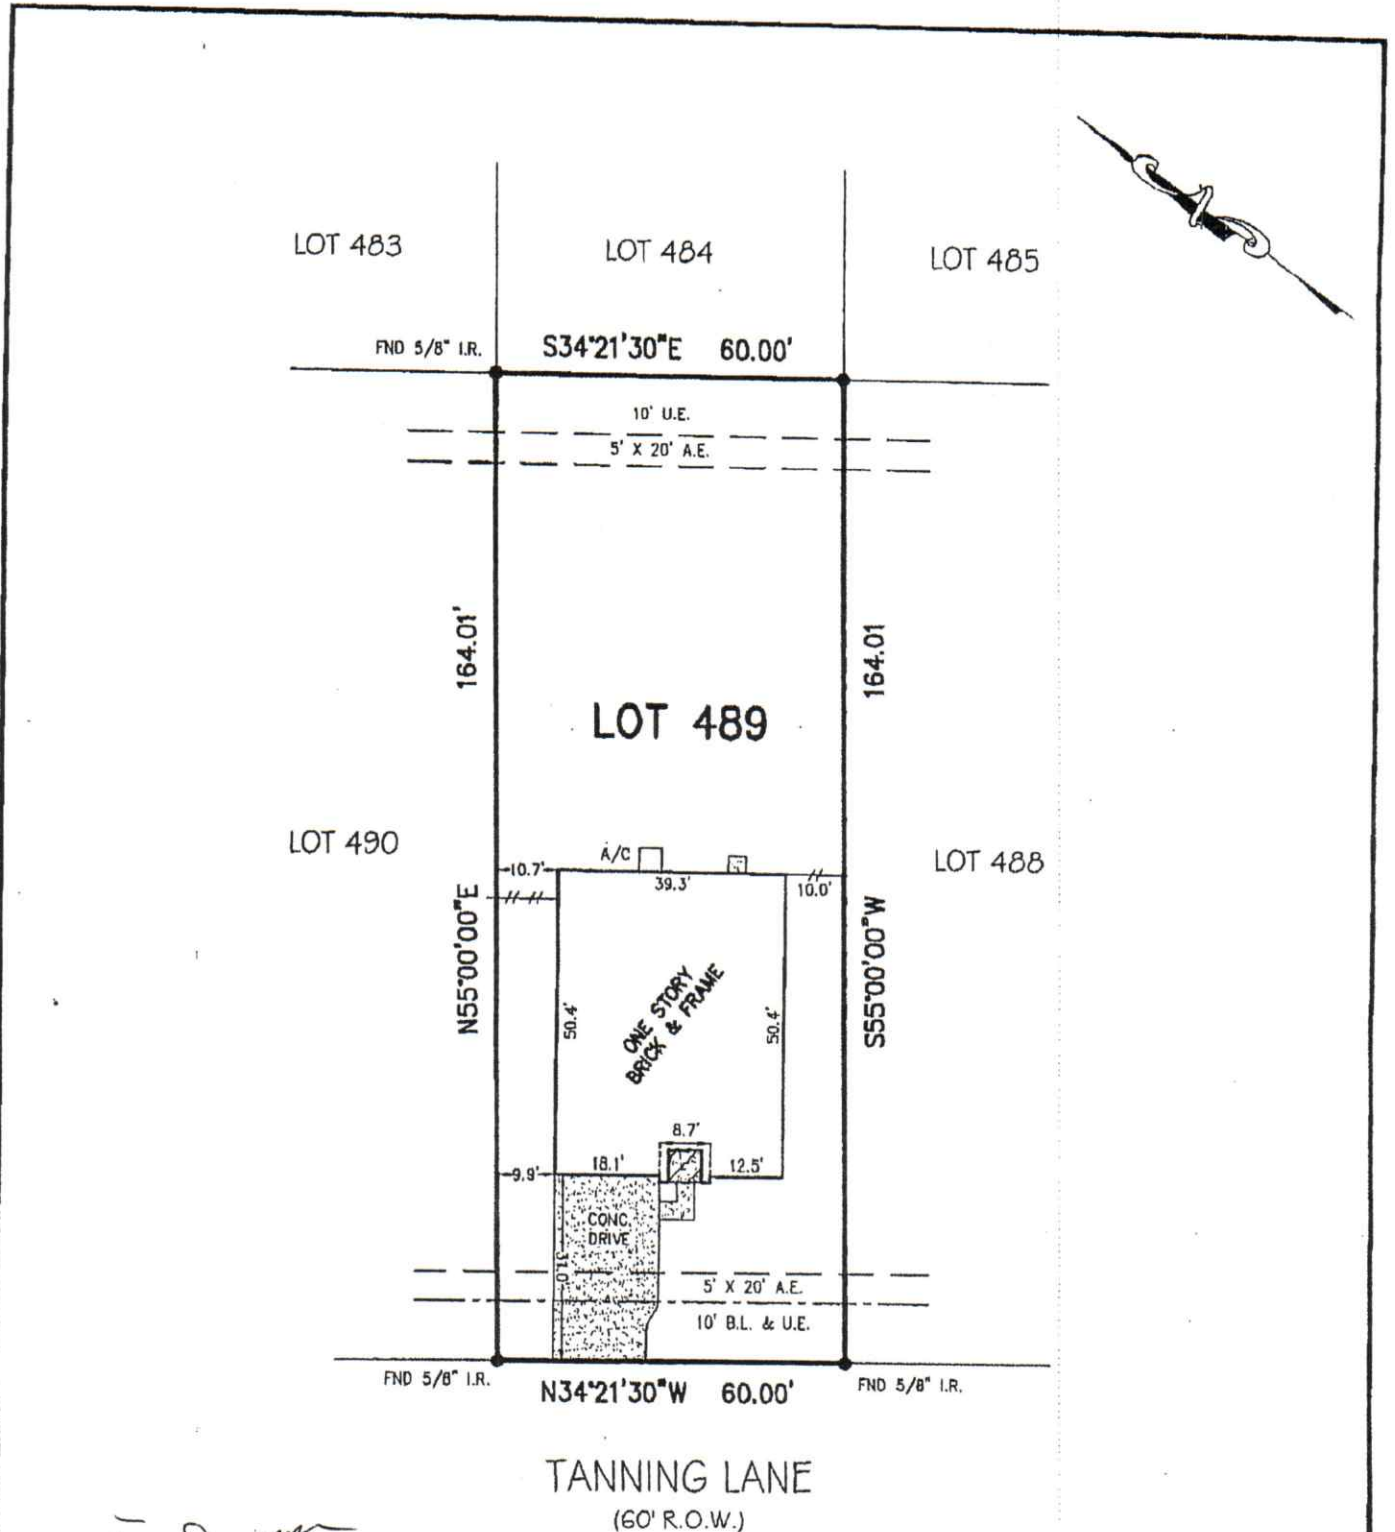 LOT 483
LOT 484
LOT 485
FND 5/8" I.R.
S34°21'30"E 60.00'
10' U.E.
5' X 20' A.E.
164.01'
164.01
LOT 489
LOT 490
A/C
LOT 488
10.7'
39.3'
10.0'
N55°00'00"E
S55°00'00"W
50.4'
ONE STORY
BRICK & FRAME
50.4'
8.7'
9.9'
18.1'
12.5'
CONC.
DRIVE
31.0'
5' X 20' A.E.
10' B.L. & U.E.
FND 5/8" I.R.
N34°21'30"W 60.00'
FND 5/8" I.R.
TANNING LANE
(60' R.O.W.)